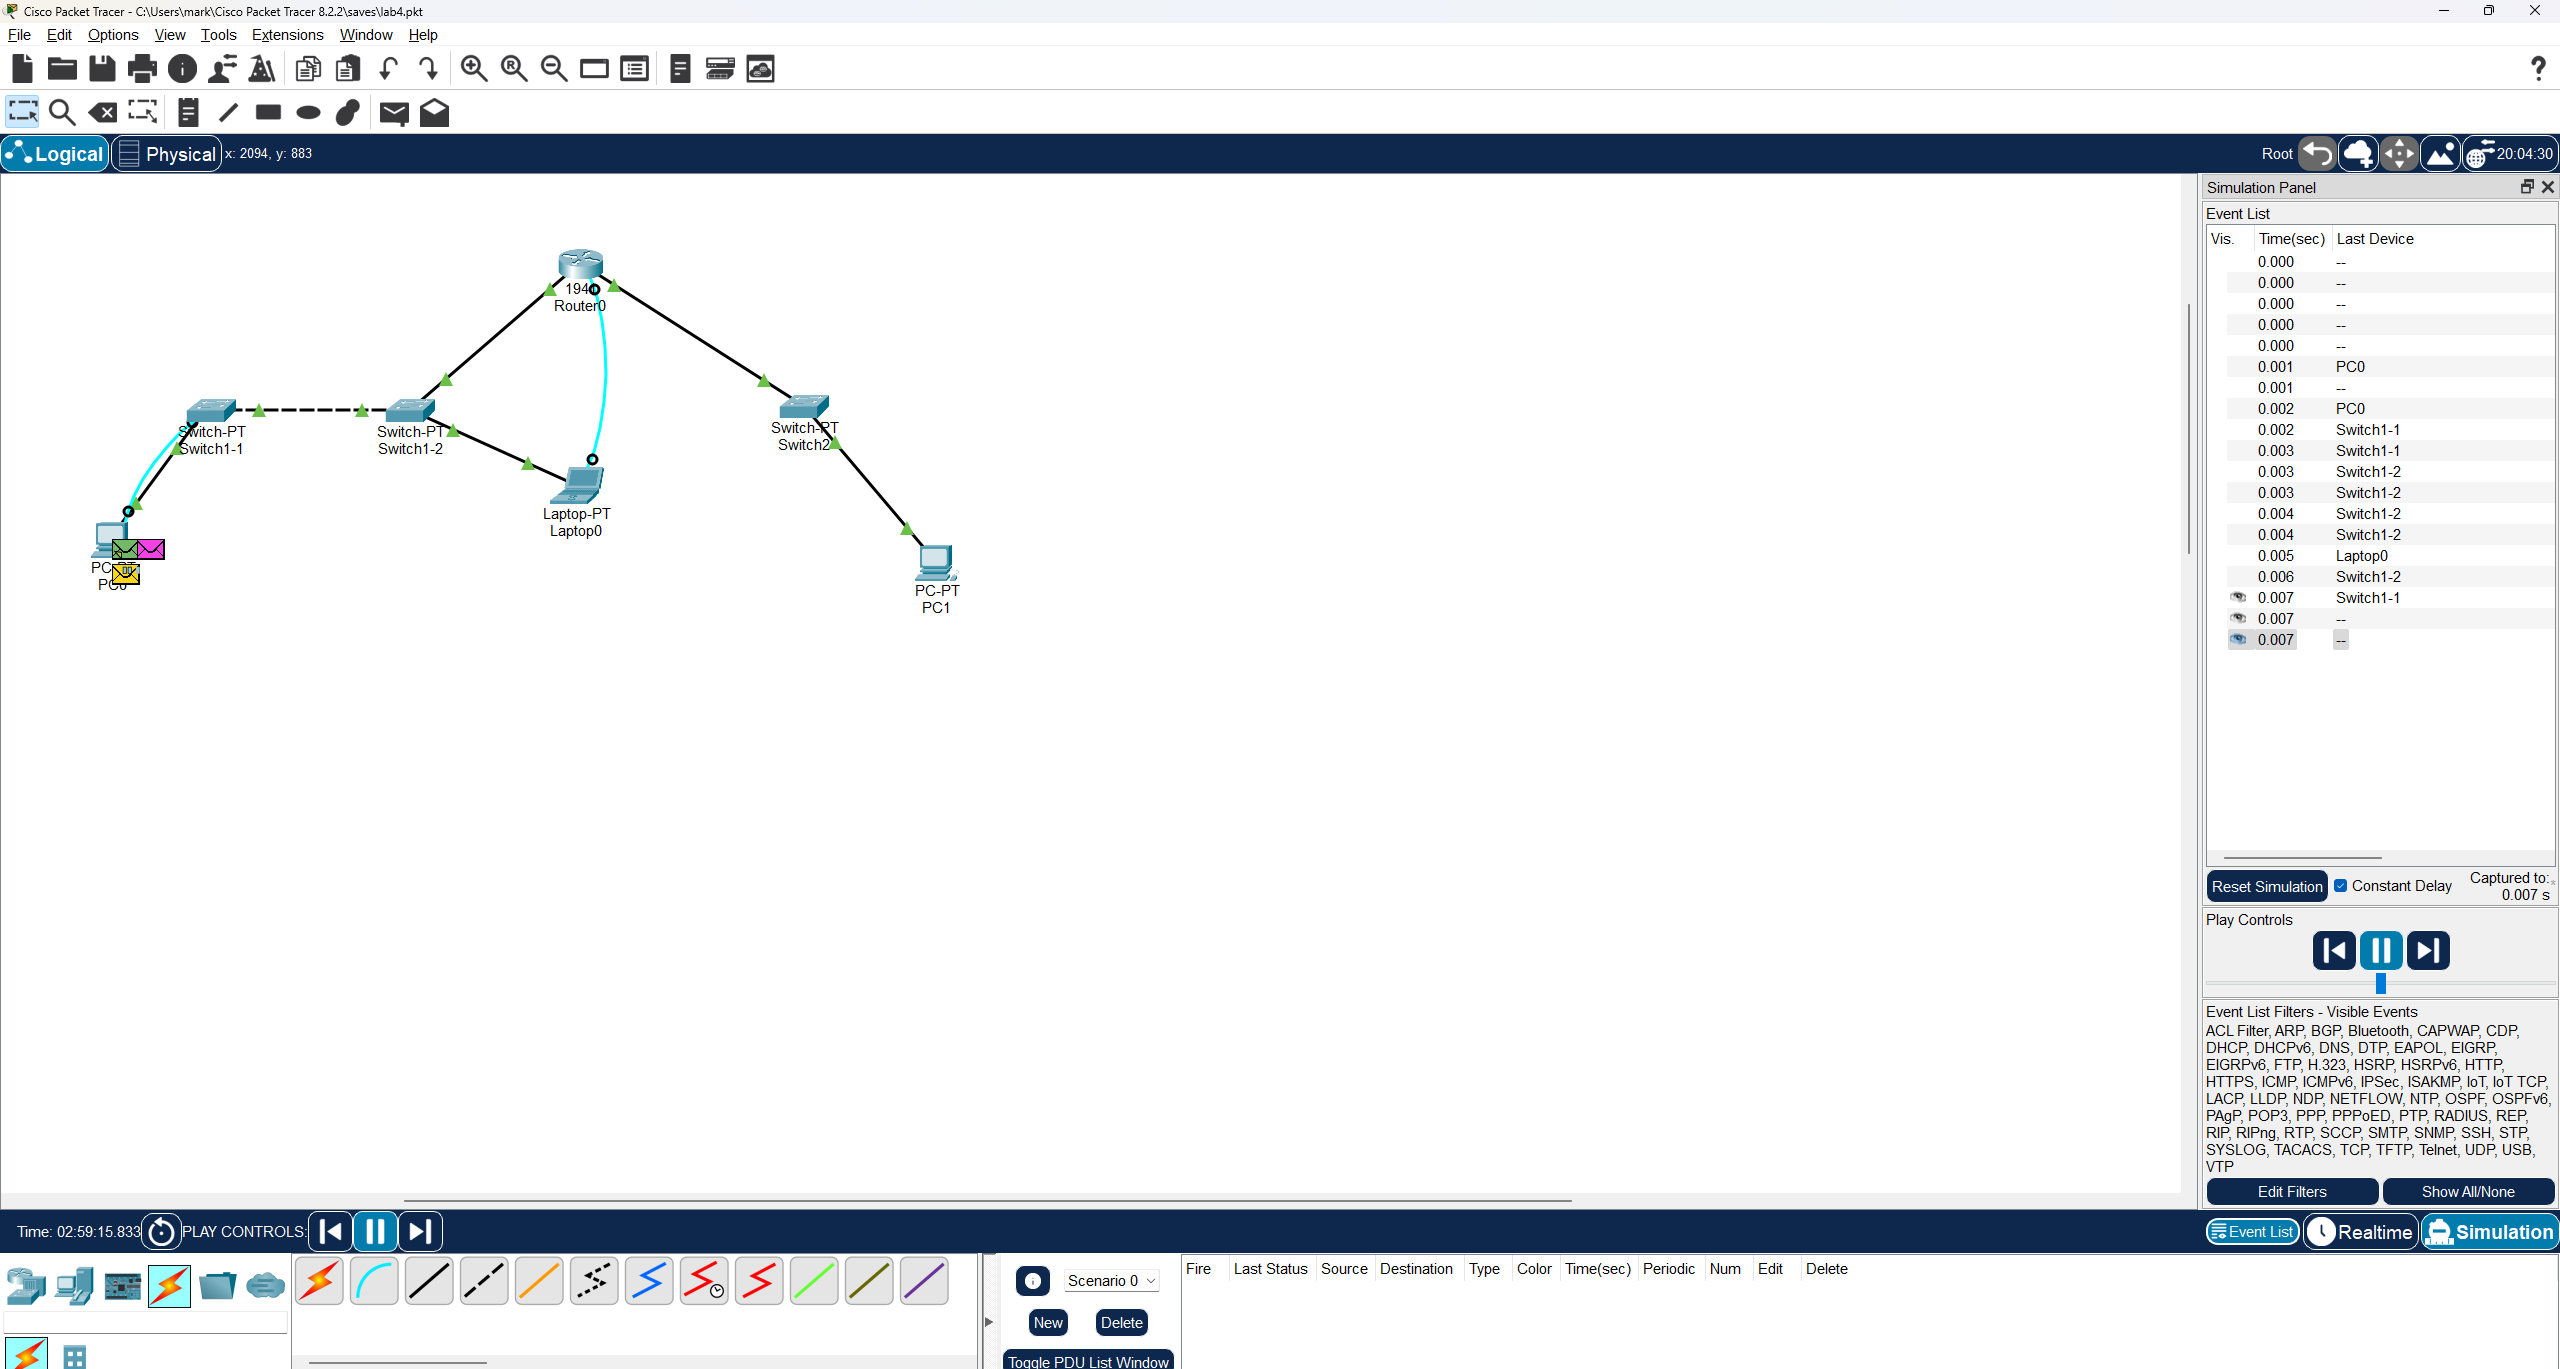 Cisco Packet Tracer - C:\Users\mark\Cisco Packet Tracer 8.2.2\saves\lab4.pkt
File Edit Options View Tools Extensions Window Help
Logical Physical x: 2094, y: 883
Root 20:04:30
Router0
Switch-PT
Switch1-1
Switch-PT
Switch1-2
Switch-PT
Switch2
Laptop-PT
Laptop0
PC-PT
PC1
Simulation Panel
Event List
Vis. Time(sec) Last Device
0.000 --
0.000 --
0.000 --
0.000 --
0.000 --
0.001 PC0
0.001 --
0.002 PC0
0.002 Switch1-1
0.003 Switch1-1
0.003 Switch1-2
0.003 Switch1-2
0.004 Switch1-2
0.004 Switch1-2
0.005 Laptop0
0.006 Switch1-2
0.007 Switch1-1
0.007 --
0.007 --
Reset Simulation Constant Delay Captured to:
0.007 s
Play Controls
Event List Filters - Visible Events
ACL Filter, ARP, BGP, Bluetooth, CAPWAP, CDP,
DHCP, DHCPv6, DNS, DTP, EAPOL, EIGRP,
EIGRPv6, FTP, H.323, HSRP, HSRPv6, HTTP,
HTTPS, ICMP, ICMPv6, IPSec, ISAKMP, IoT, IoT TCP,
LACP, LLDP, NDP, NETFLOW, NTP, OSPF, OSPFv6,
PAgP, POP3, PPP, PPPoED, PTP, RADIUS, REP,
RIP, RIPng, RTP, SCCP, SMTP, SNMP, SSH, STP,
SYSLOG, TACACS, TCP, TFTP, Telnet, UDP, USB,
VTP
Edit Filters Show All/None
Time: 02:59:15.833 PLAY CONTROLS:
Event List Realtime Simulation
Scenario 0
New Delete
Toggle PDU List Window
Fire Last Status Source Destination Type Color Time(sec) Periodic Num Edit Delete